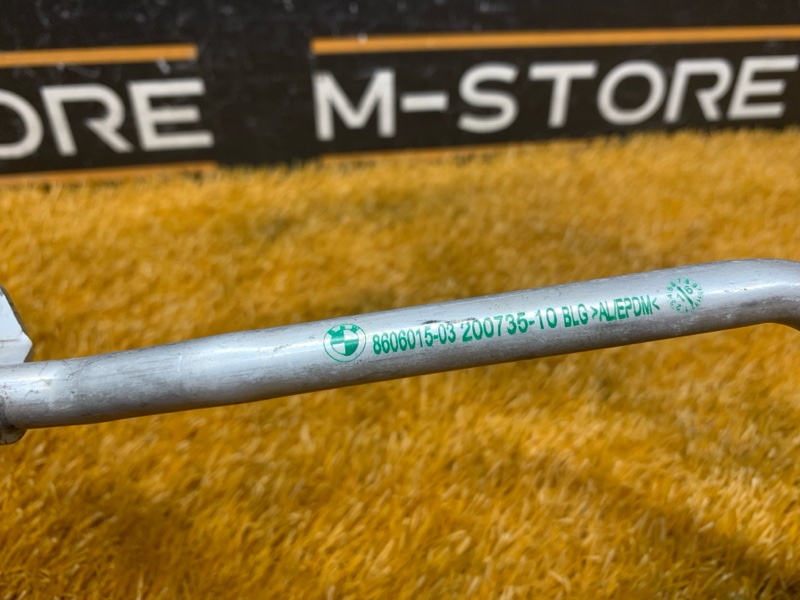 ORE
M-STORE
8606015-03 200735-10 BLG >AL/EPDM<